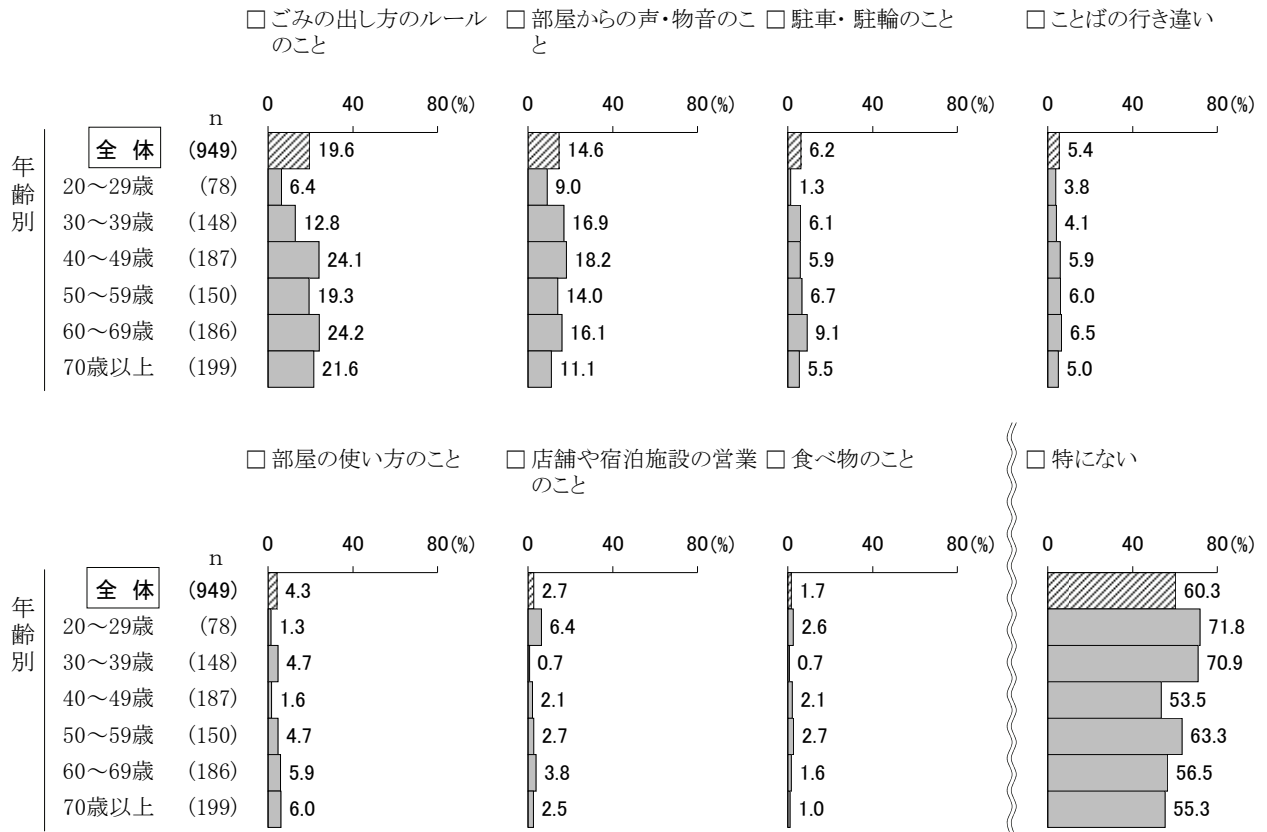 □ ごみの出し方のルール
のこと
□ 部屋からの声・物音のこ
と
□ 駐車・駐輪のこと
□ ことばの行き違い
0 40 80(%)
0 40 80(%)
0 40 80(%)
0 40 80(%)
n
年齢別
全体 (949) 19.6 14.6 6.2 5.4
20～29歳 (78) 6.4 9.0 1.3 3.8
30～39歳 (148) 12.8 16.9 6.1 4.1
40～49歳 (187) 24.1 18.2 5.9 5.9
50～59歳 (150) 19.3 14.0 6.7 6.0
60～69歳 (186) 24.2 16.1 9.1 6.5
70歳以上 (199) 21.6 11.1 5.5 5.0
□ 部屋の使い方のこと
□ 店舗や宿泊施設の営業
のこと
□ 食べ物のこと
□ 特にない
0 40 80(%)
0 40 80(%)
0 40 80(%)
0 40 80(%)
n
年齢別
全体 (949) 4.3 2.7 1.7 60.3
20～29歳 (78) 1.3 6.4 2.6 71.8
30～39歳 (148) 4.7 0.7 0.7 70.9
40～49歳 (187) 1.6 2.1 2.1 53.5
50～59歳 (150) 4.7 2.7 2.7 63.3
60～69歳 (186) 5.9 3.8 1.6 56.5
70歳以上 (199) 6.0 2.5 1.0 55.3